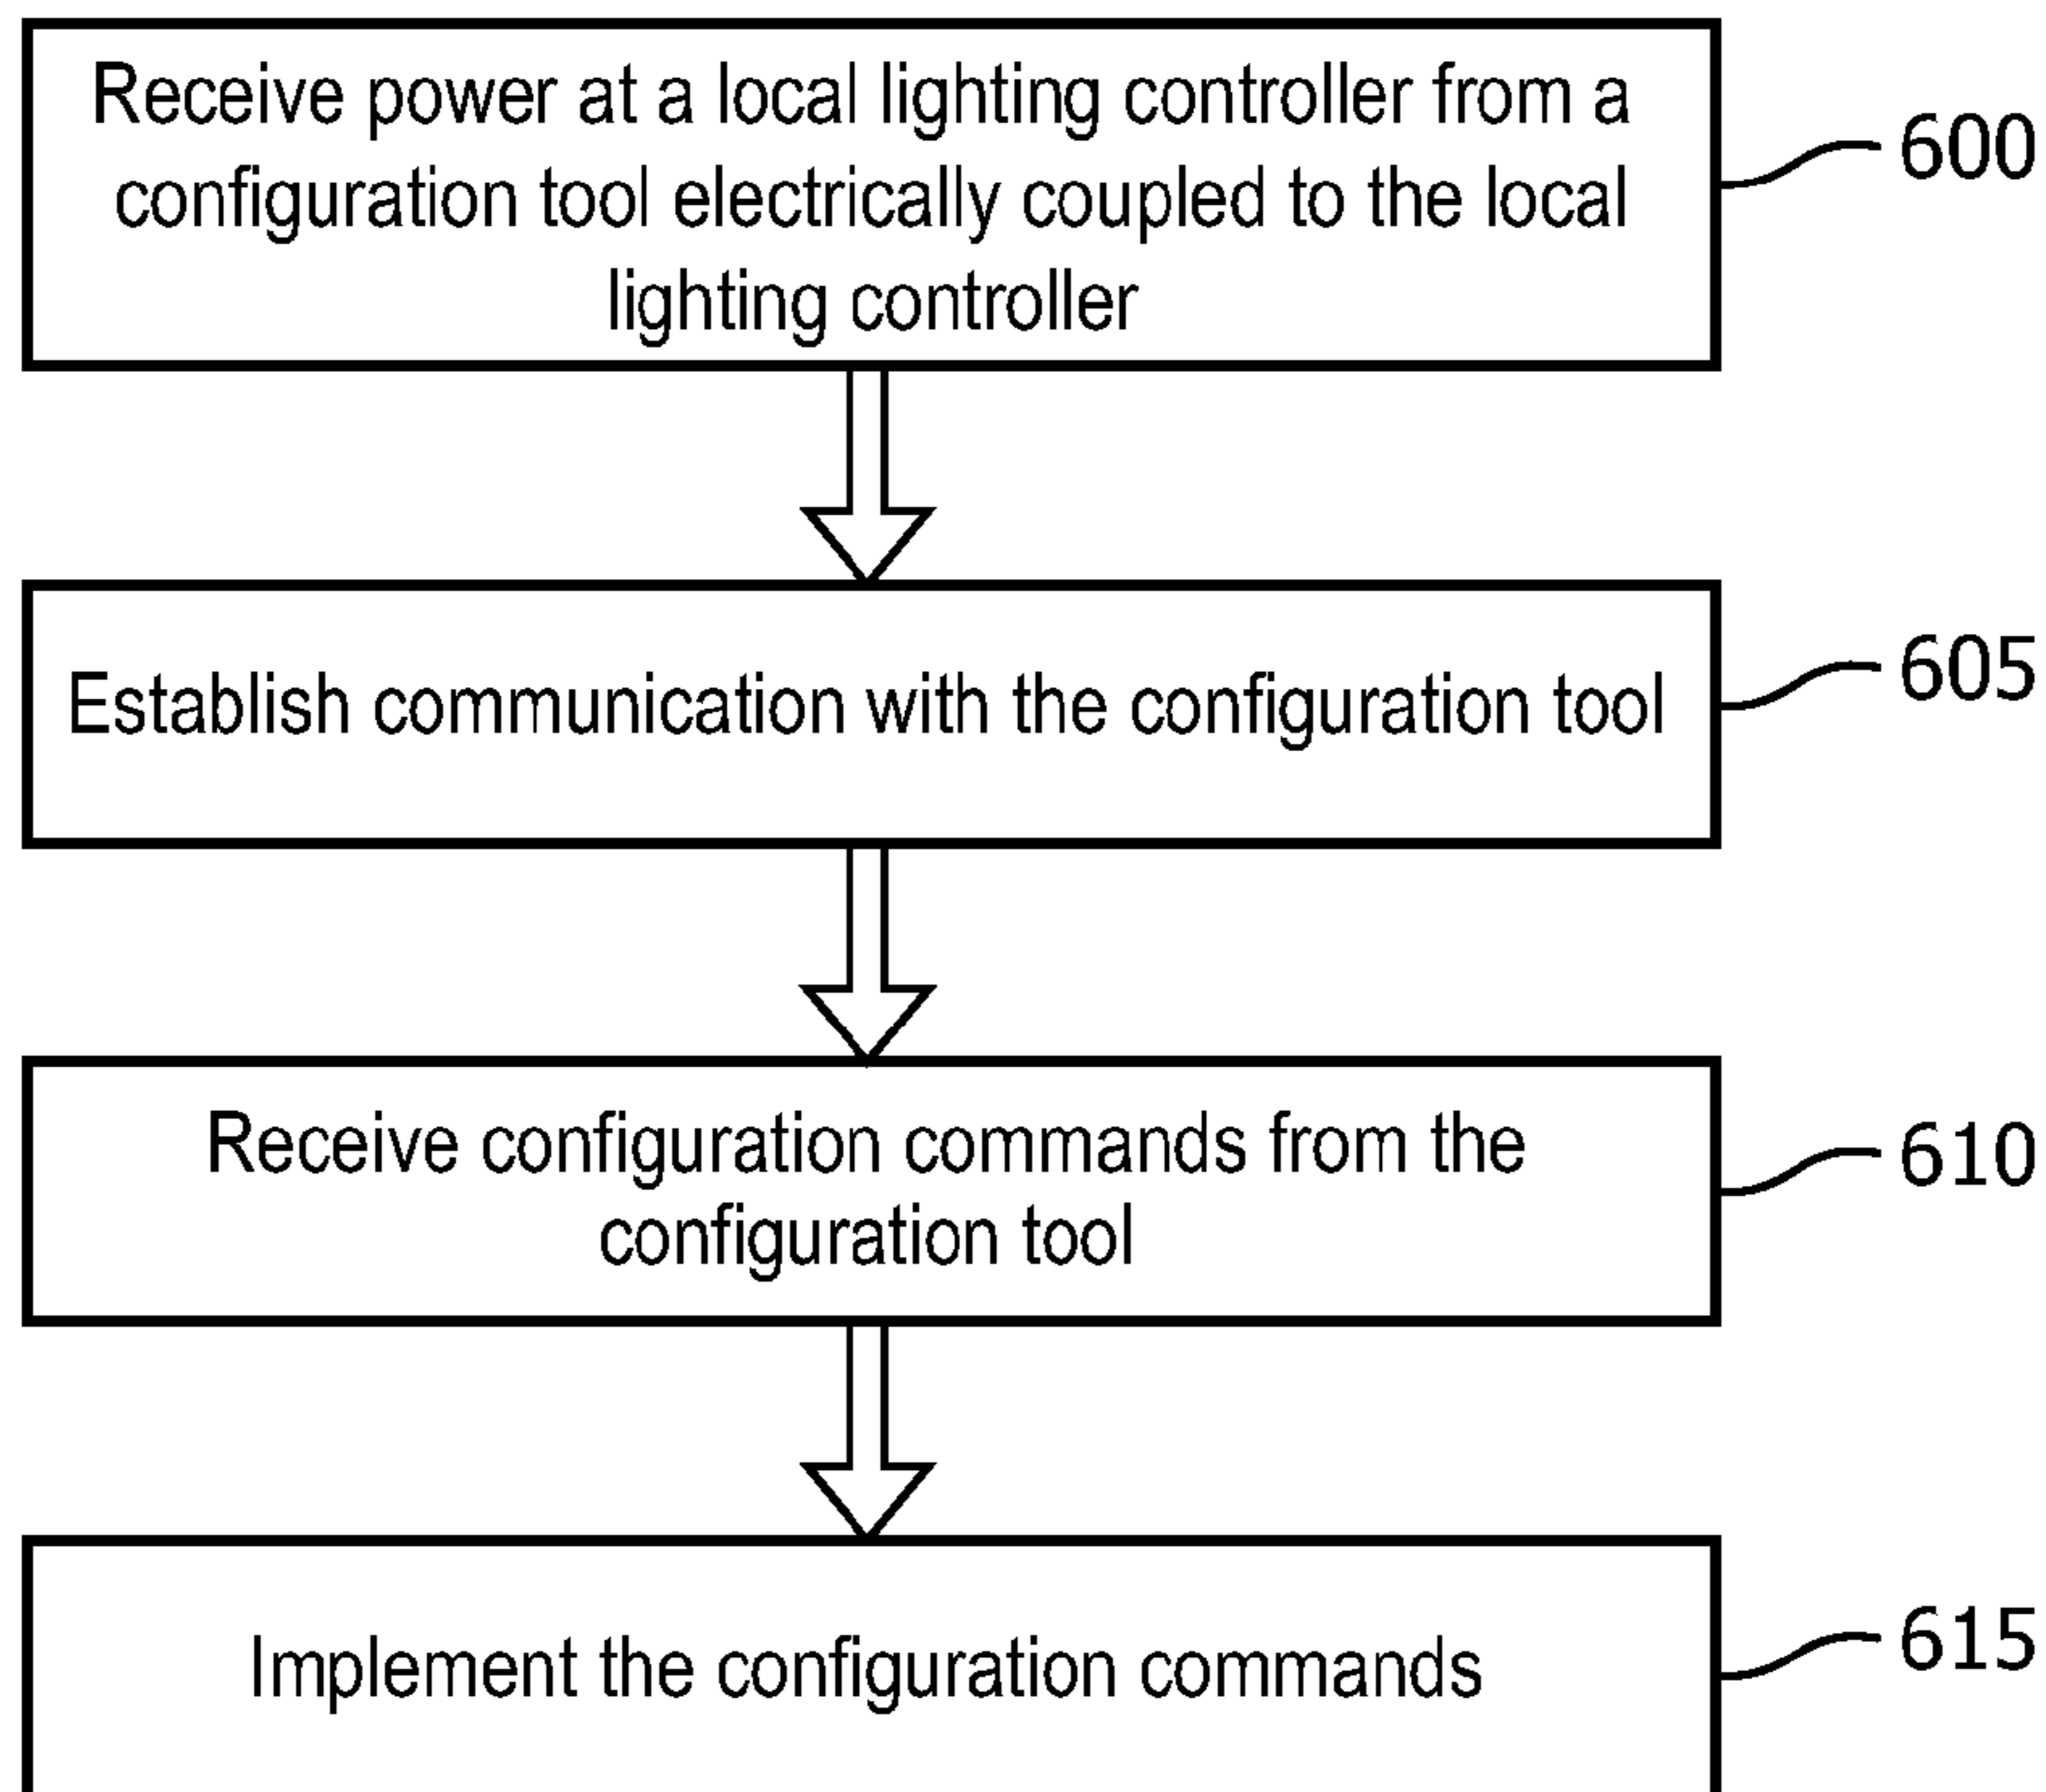 Receive power at a local lighting controller from a
configuration tool electrically coupled to the local
lighting controller
600
Establish communication with the configuration tool
605
Receive configuration commands from the
configuration tool
610
Implement the configuration commands
615